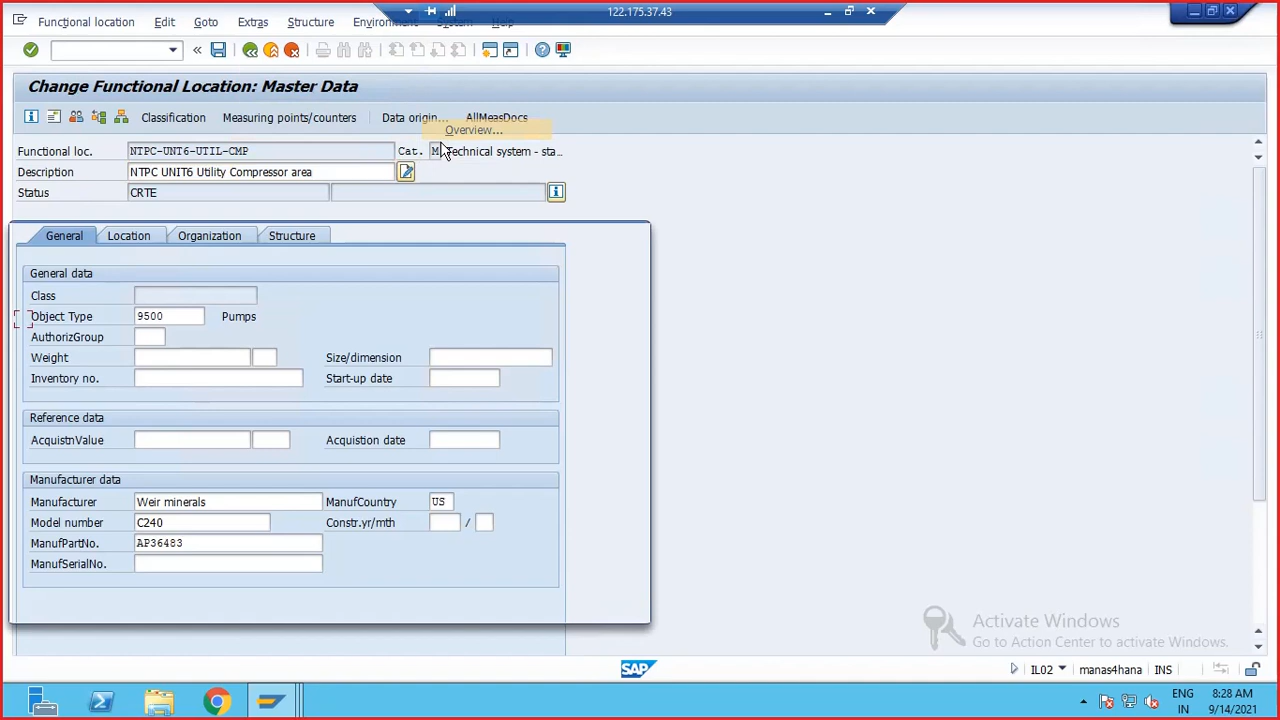 122.175.37.43
Functional location Edit Goto Extras Structure Environment System Help
Change Functional Location: Master Data
Classification Measuring points/counters Data origin... AllMeasDocs
Overview...
Functional loc. NTPC-UNT6-UTIL-CMP Cat. M Technical system - sta...
Description NTPC UNIT6 Utility Compressor area
Status CRTE
General Location Organization Structure
General data
Class
Object Type 9500 Pumps
AuthorizGroup
Weight Size/dimension
Inventory no. Start-up date
Reference data
AcquistnValue Acquistion date
Manufacturer data
Manufacturer Weir minerals ManufCountry US
Model number C240 Constr.yr/mth /
ManufPartNo. AP36483
ManufSerialNo.
Activate Windows
Go to Action Center to activate Windows.
SAP IL02 manas4hana INS
ENG 8:28 AM
IN 9/14/2021